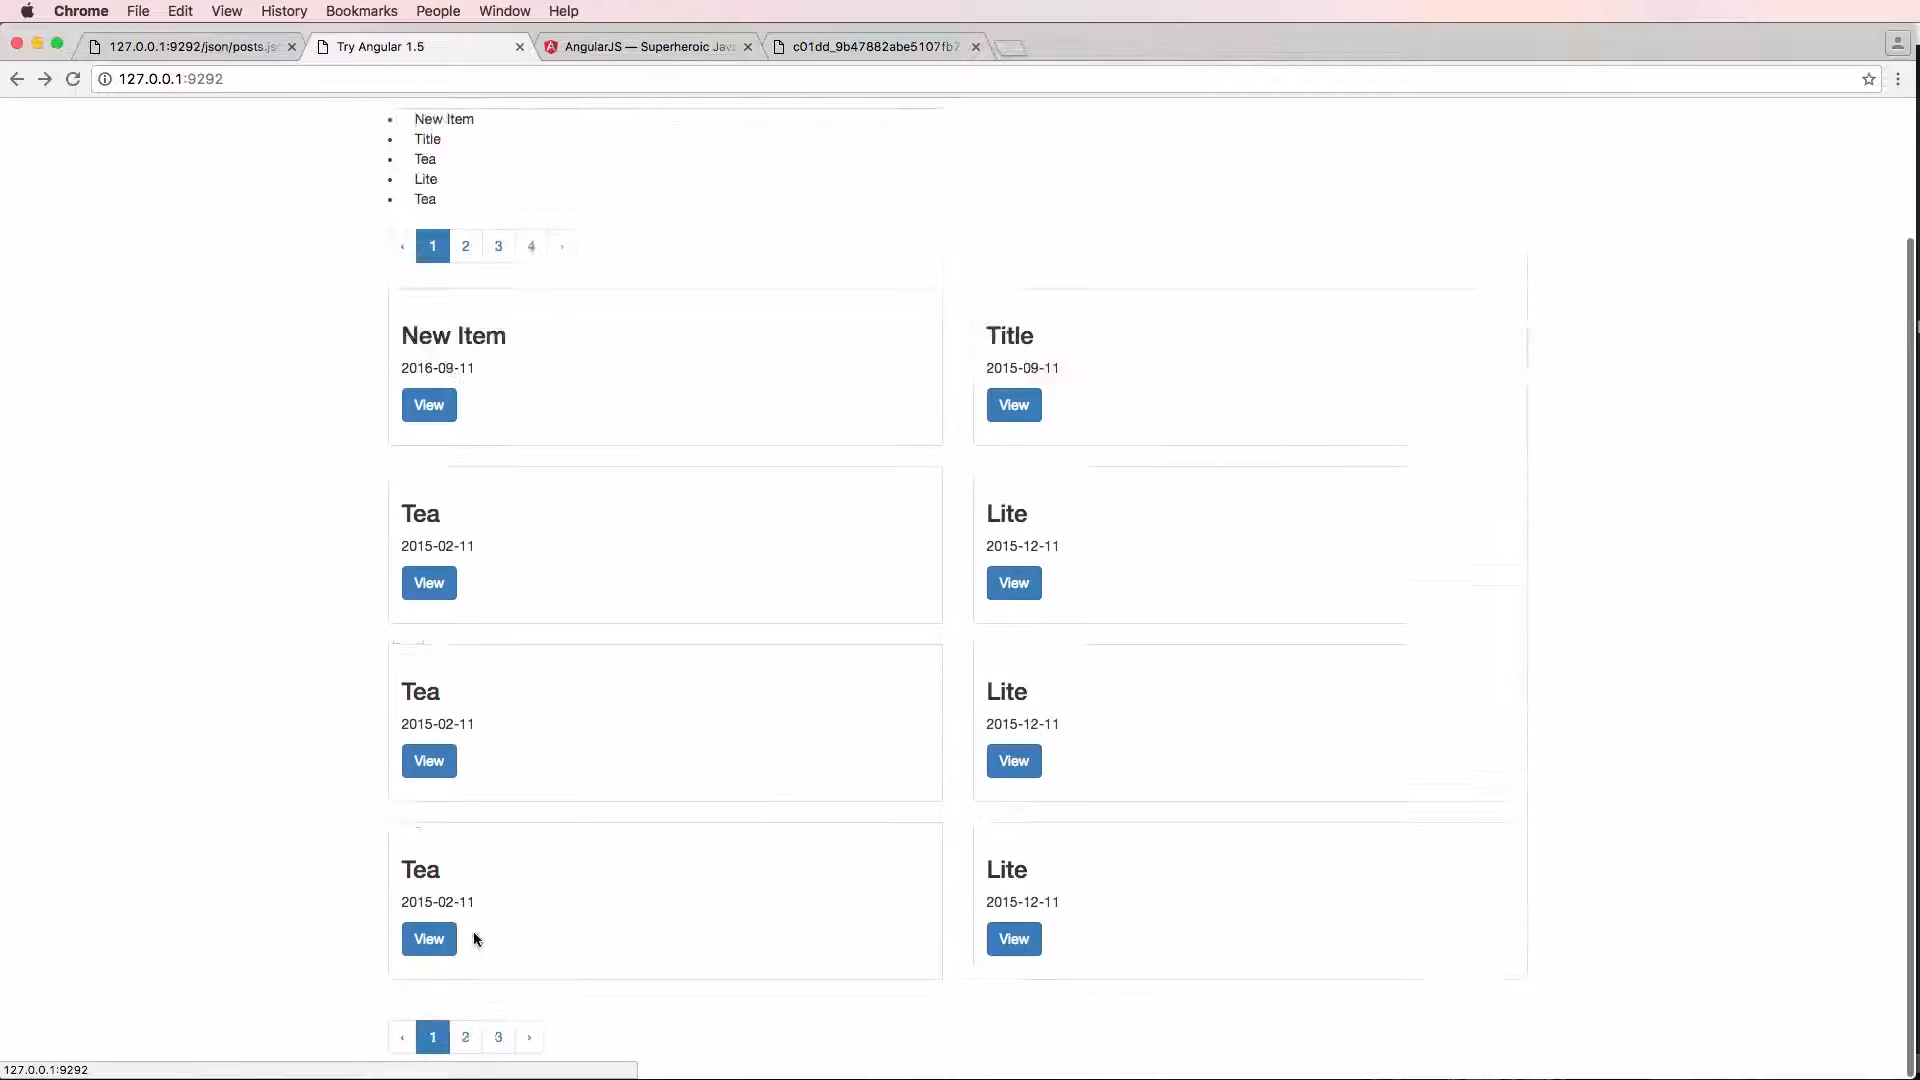 Chrome File Edit View History Bookmarks People Window Help
127.0.0.1:9292/json/posts.js Try Angular 1.5 AngularJS — Superheroic Jav c01dd_9b47882abe5107fb7
127.0.0.1:9292
• New Item
• Title
• Tea
• Lite
• Tea
‹ 1 2 3 4 ›
New Item Title
2016-09-11 2015-09-11
View View
Tea Lite
2015-02-11 2015-12-11
View View
Tea Lite
2015-02-11 2015-12-11
View View
Tea Lite
2015-02-11 2015-12-11
View View
‹ 1 2 3 ›
127.0.0.1:9292